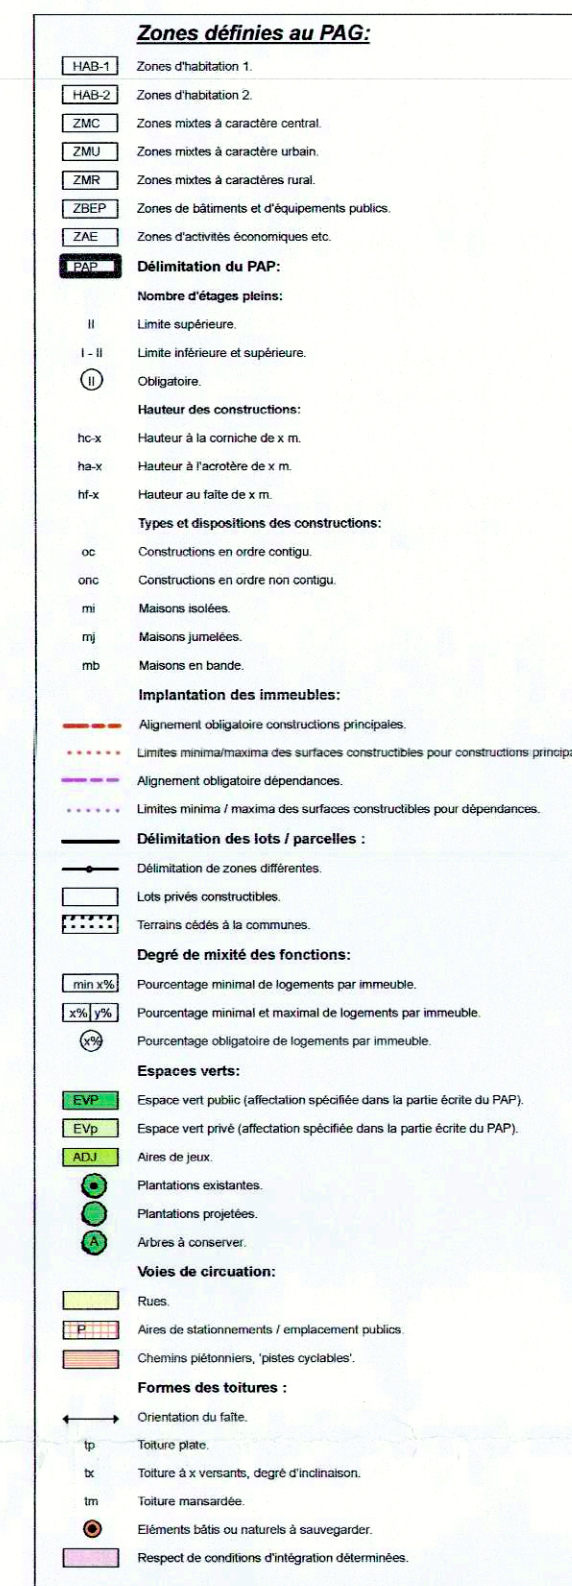 Zones définies au PAG:
HAB-1 Zones d'habitation 1.
HAB-2 Zones d'habitation 2.
ZMC Zones mixtes à caractère central.
ZMU Zones mixtes à caractère urbain.
ZMR Zones mixtes à caractères rural.
ZBEP Zones de bâtiments et d'équipements publics.
ZAE Zones d'activités économiques etc.
PAP Délimitation du PAP:
Nombre d'étages pleins:
II Limite supérieure.
I - II Limite inférieure et supérieure.
II Obligatoire.
Hauteur des constructions:
hc-x Hauteur à la corniche de x m.
ha-x Hauteur à l'acrotère de x m.
hf-x Hauteur au faîte de x m.
Types et dispositions des constructions:
oc Constructions en ordre contigu.
onc Constructions en ordre non contigu.
mi Maisons isolées.
mj Maisons jumelées.
mb Maisons en bande.
Implantation des immeubles:
Alignement obligatoire constructions principales.
Limites minima/maxima des surfaces constructibles pour constructions principa
Alignement obligatoire dépendances.
Limites minima / maxima des surfaces constructibles pour dépendances.
Délimitation des lots / parcelles :
Délimitation de zones différentes.
Lots privés constructibles.
Terrains cédés à la communes.
Degré de mixité des fonctions:
min x% Pourcentage minimal de logements par immeuble.
x% y% Pourcentage minimal et maximal de logements par immeuble.
x% Pourcentage obligatoire de logements par immeuble.
Espaces verts:
EVP Espace vert public (affectation spécifiée dans la partie écrite du PAP).
EVp Espace vert privé (affectation spécifiée dans la partie écrite du PAP).
ADJ Aires de jeux.
Plantations existantes.
Plantations projetées.
A Arbres à conserver.
Voies de circuation:
Rues.
P Aires de stationnements / emplacement publics.
Chemins piétonniers, 'pistes cyclables'.
Formes des toitures :
Orientation du faîte.
tp Toiture plate.
tx Toiture à x versants, degré d'inclinaison.
tm Toiture mansardée.
Eléments bâtis ou naturels à sauvegarder.
Respect de conditions d'intégration déterminées.